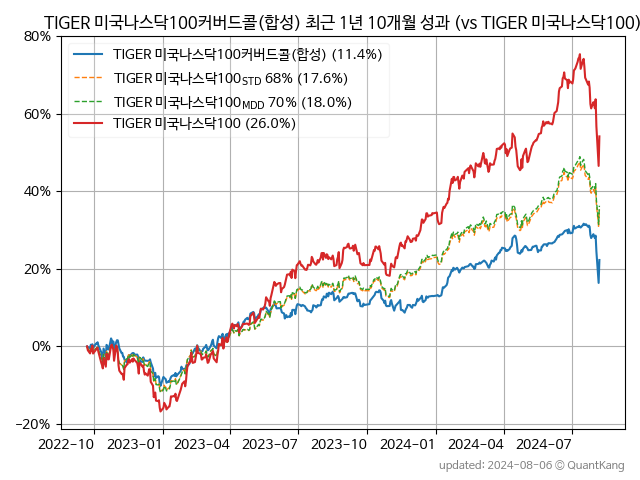 TIGER 미국나스닥100커버드콜(합성) 최근 1년 10개월 성과 (vs TIGER 미국나스닥100)
80%
60%
40%
20%
0%
−20%
TIGER 미국나스닥100커버드콜(합성) (11.4%)
TIGER 미국나스닥100STD 68% (17.6%)
TIGER 미국나스닥100MDD 70% (18.0%)
TIGER 미국나스닥100 (26.0%)
2022-10 2023-01 2023-04 2023-07 2023-10 2024-01 2024-04 2024-07
updated: 2024-08-06 © QuantKang